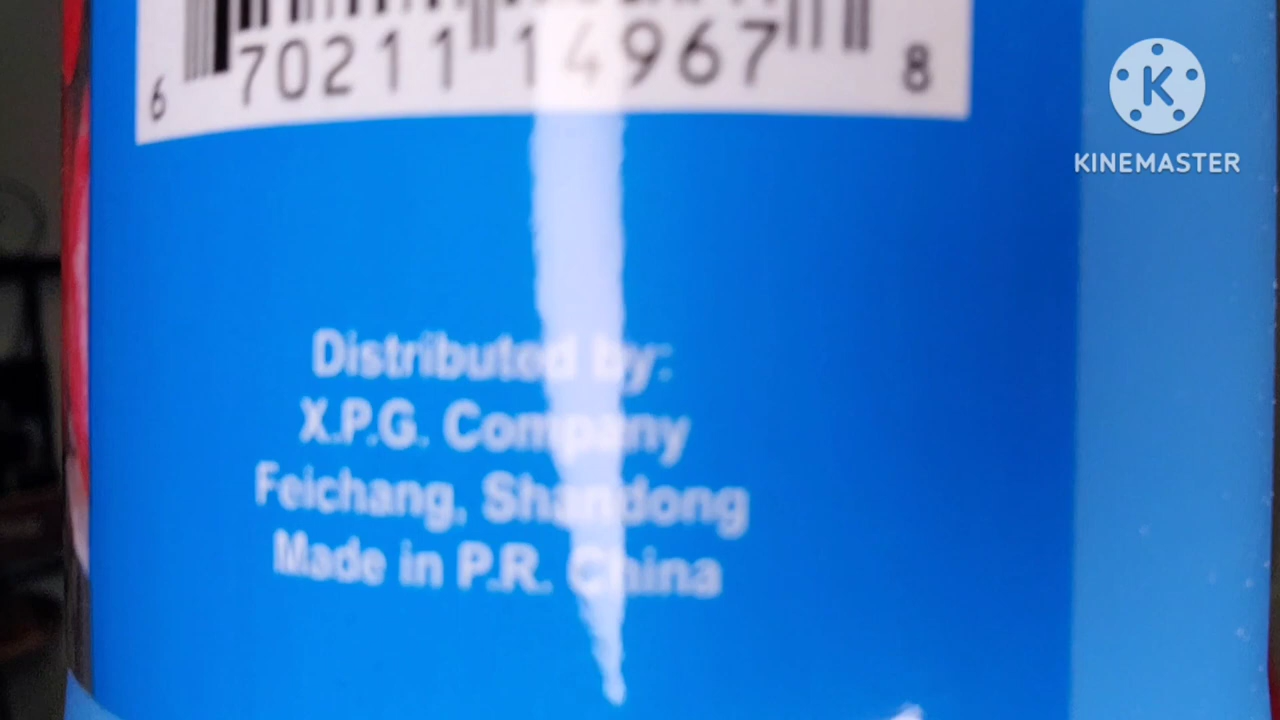 6 70211 14967 8
KINEMASTER
Distributed by:
X.P.G. Company
Feichang, Shandong
Made in P.R. China